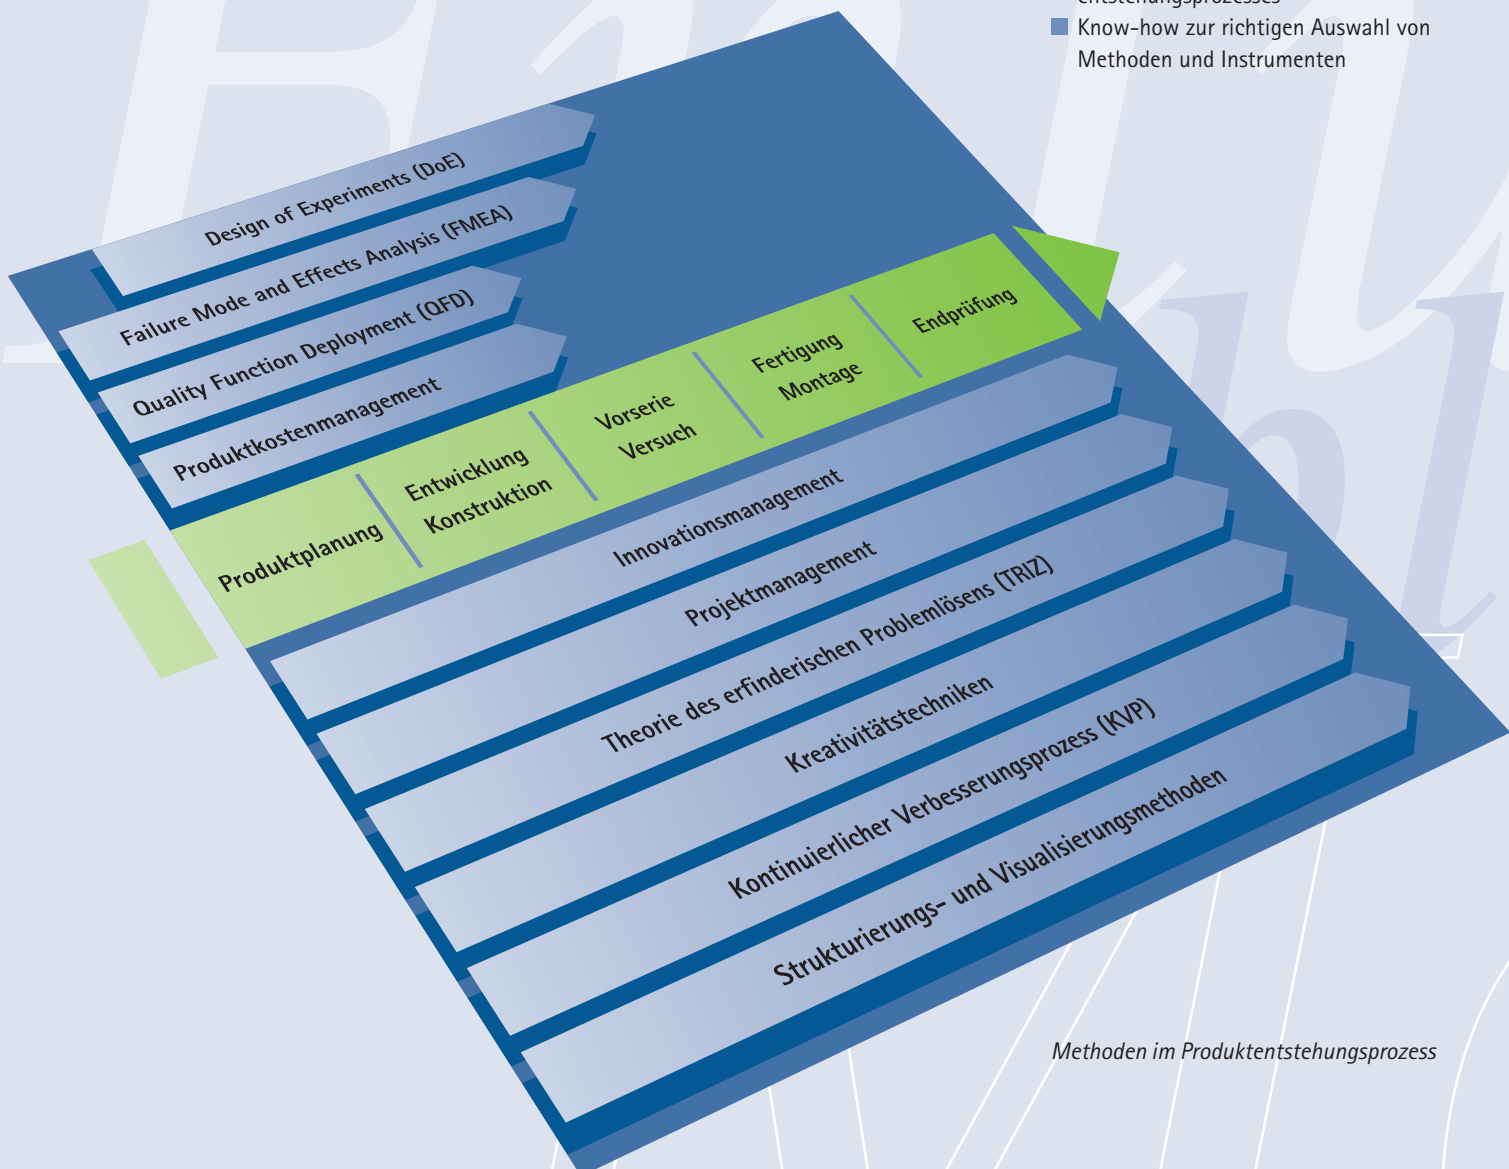 entstehungsprozesses
Know-how zur richtigen Auswahl von
Methoden und Instrumenten
Design of Experiments (DoE)
Failure Mode and Effects Analysis (FMEA)
Quality Function Deployment (QFD)
Produktkostenmanagement
Produktplanung
Entwicklung
Konstruktion
Vorserie
Versuch
Fertigung
Montage
Endprüfung
Innovationsmanagement
Projektmanagement
Theorie des erfinderischen Problemlösens (TRIZ)
Kreativitätstechniken
Kontinuierlicher Verbesserungsprozess (KVP)
Strukturierungs- und Visualisierungsmethoden
Methoden im Produktentstehungsprozess